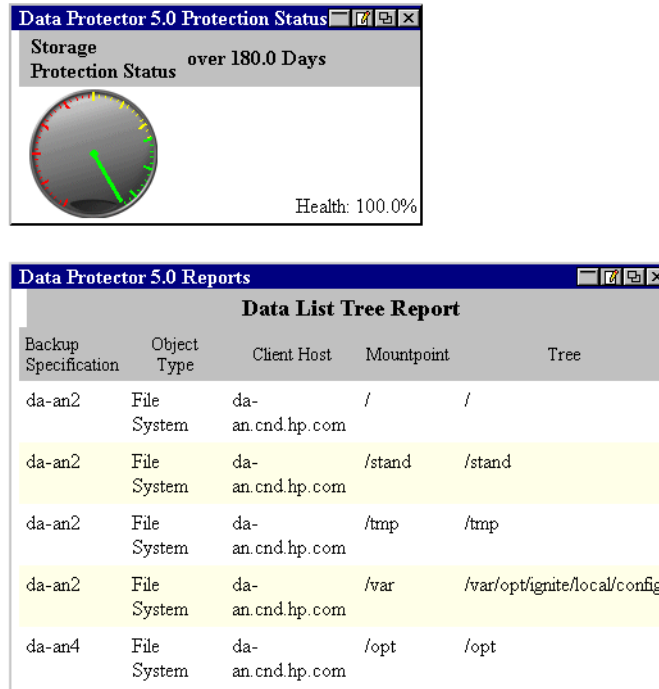 Data Protector 5.0 Protection Status
Storage
Protection Status
over 180.0 Days
Health: 100.0%
Data Protector 5.0 Reports
Data List Tree Report
Backup
Specification
Object
Type
Client Host
Mountpoint
Tree
da-an2
File
System
da-
an.cnd.hp.com
/
/
da-an2
File
System
da-
an.cnd.hp.com
/stand
/stand
da-an2
File
System
da-
an.cnd.hp.com
/tmp
/tmp
da-an2
File
System
da-
an.cnd.hp.com
/var
/var/opt/ignite/local/config
da-an4
File
System
da-
an.cnd.hp.com
/opt
/opt